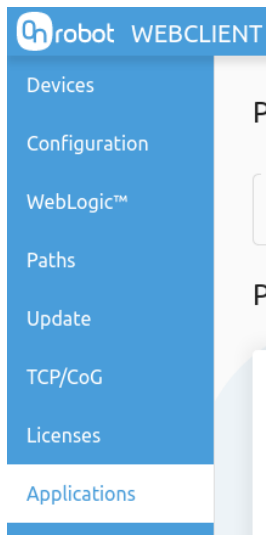 OnRobot WEBCLIENT
Devices
Configuration
WebLogic™
Paths
Update
TCP/CoG
Licenses
Applications